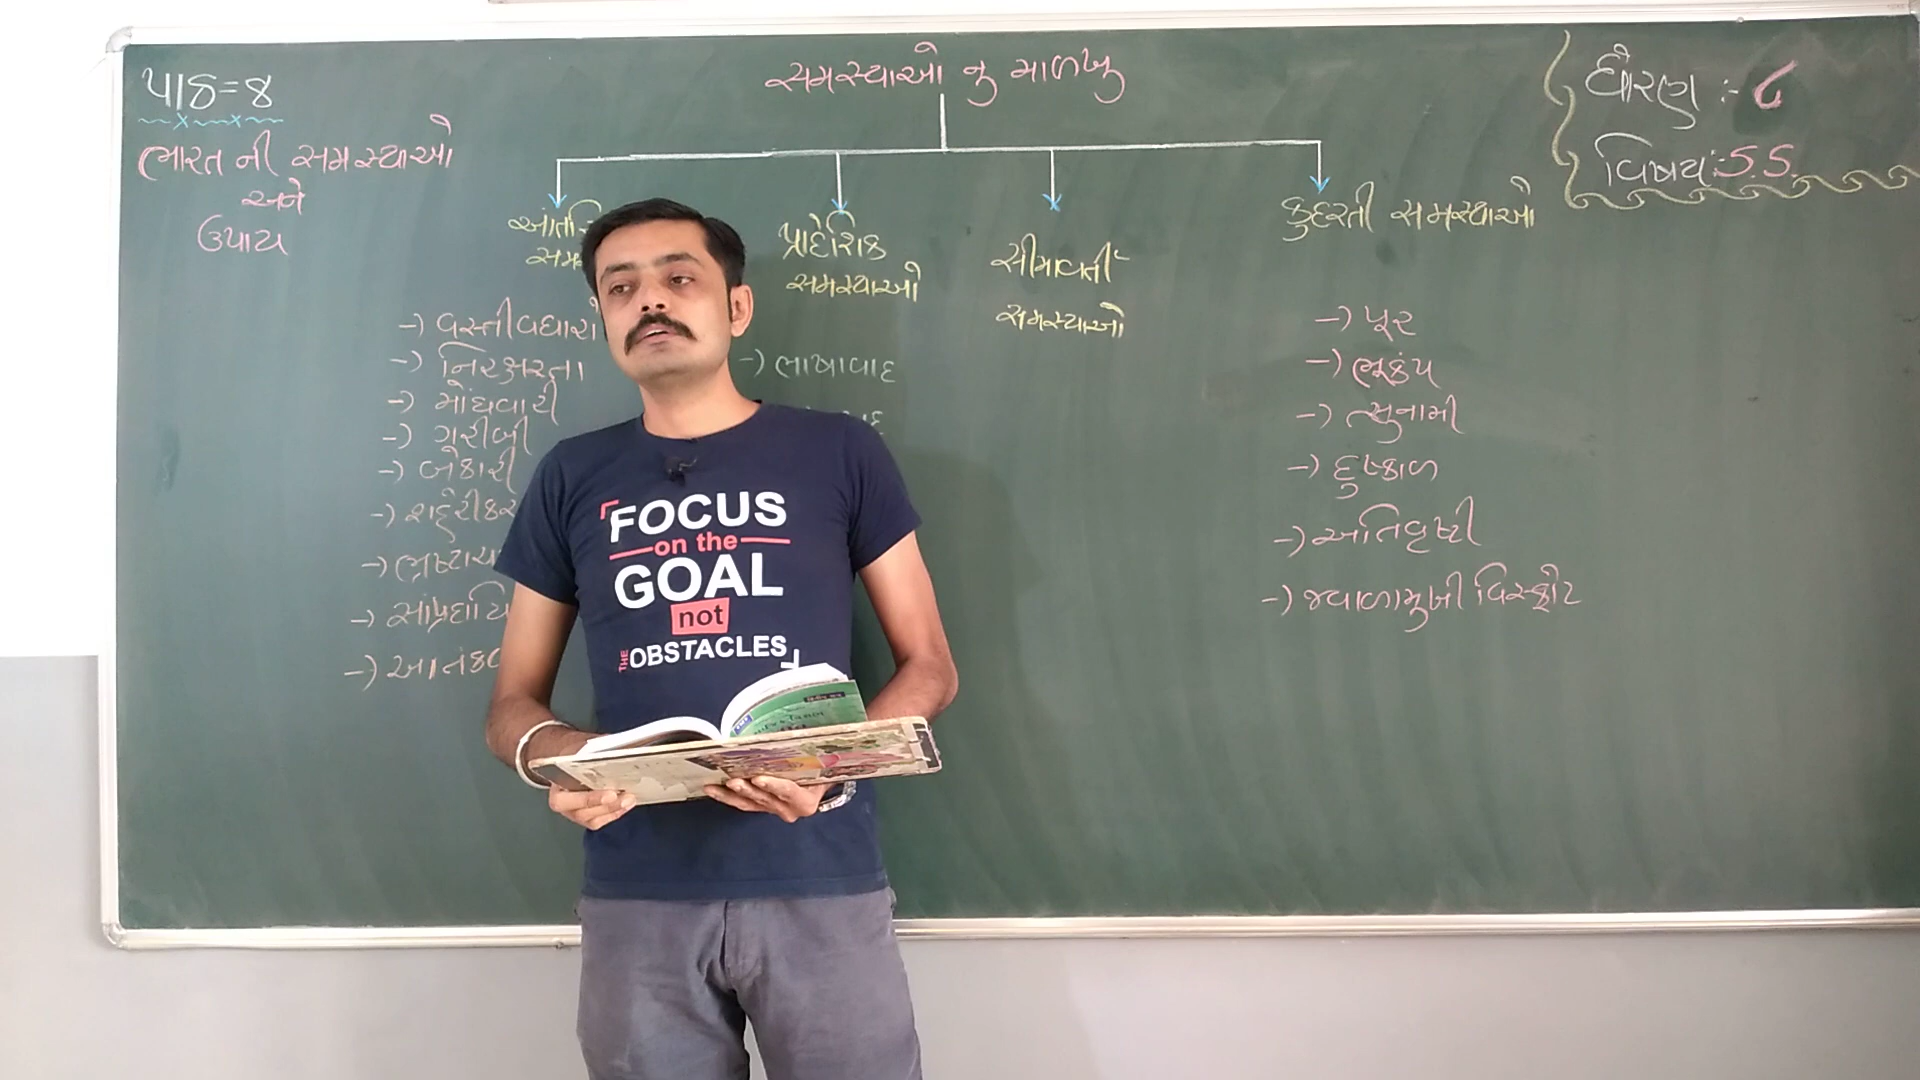 પાઠ=૪
ભારત ની સમસ્યાઓ
અને
ઉપાય
સમસ્યાઓ નુ માળખુ
ધોરણ :- ૮
વિષય:- S.S.
પ્રાદેશિક
સમસ્યાઓ
સીમાવર્તી
સમસ્યાઓ
કુદરતી સમસ્યાઓ
-) વસ્તીવધારો
-) નિરક્ષરતા
-) મોંઘવારી
-) ગરીબી
-) બેકારી
-) ભાષાવાદ
-) પૂર
-) ભૂકંપ
-) ત્સુનામી
-) દુષ્કાળ
-) અતિવૃષ્ટી
-) જ્વાળામુખી વિસ્ફોટ
FOCUS
on the
GOAL
not
THE OBSTACLES